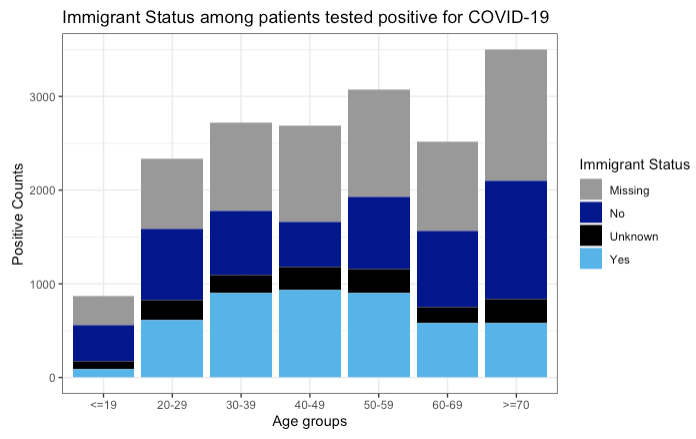 Immigrant Status among patients tested positive for COVID-19
Positive Counts
3000
2000
1000
0
<=19 20-29 30-39 40-49 50-59 60-69 >=70
Age groups
Immigrant Status
Missing
No
Unknown
Yes